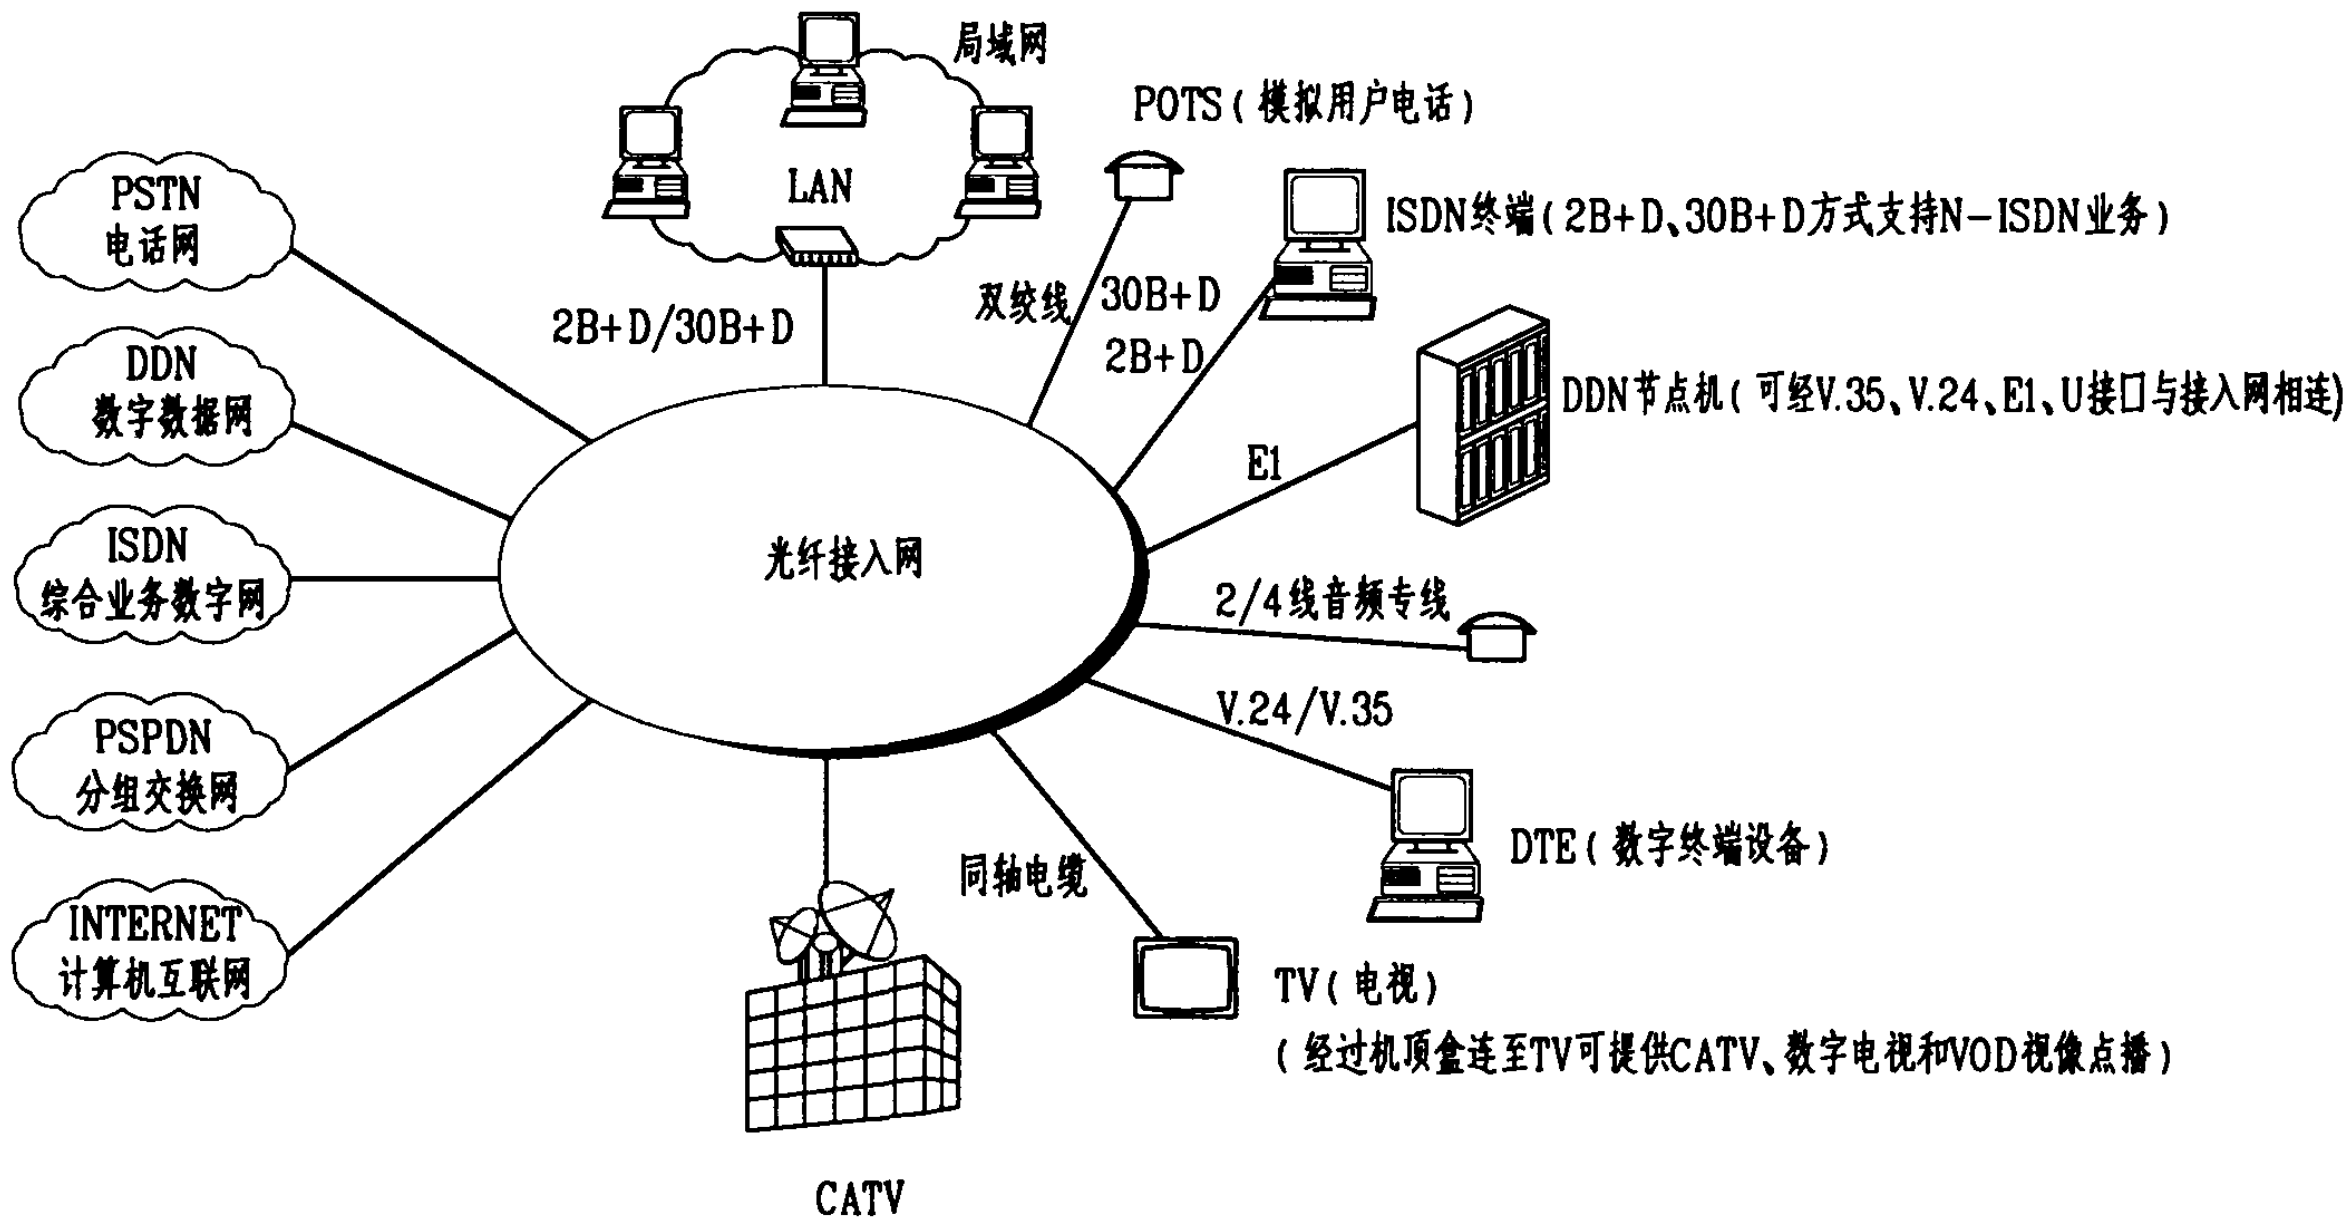 局域网
LAN
POTS(模拟用户电话)
PSTN
电话网
ISDN终端(2B+D、30B+D方式支持N-ISDN业务)
双绞线
30B+D
2B+D/30B+D
2B+D
DDN
数字数据网
DDN节点机(可经V.35、V.24、E1、U接口与接入网相连)
E1
ISDN
综合业务数字网
光纤接入网
2/4线音频专线
V.24/V.35
PSPDN
分组交换网
DTE(数字终端设备)
同轴电缆
INTERNET
计算机互联网
TV(电视)
(经过机顶盒连至TV可提供CATV、数字电视和VOD视像点播)
CATV